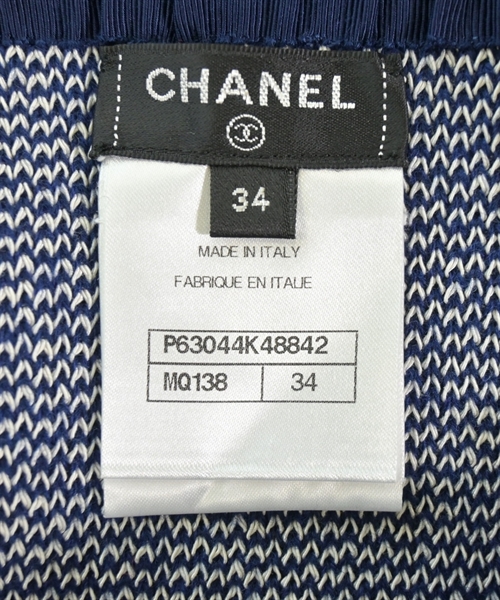 CHANEL
34
MADE IN ITALY
FABRIQUE EN ITALIE
P63044K48842
MQ138 34